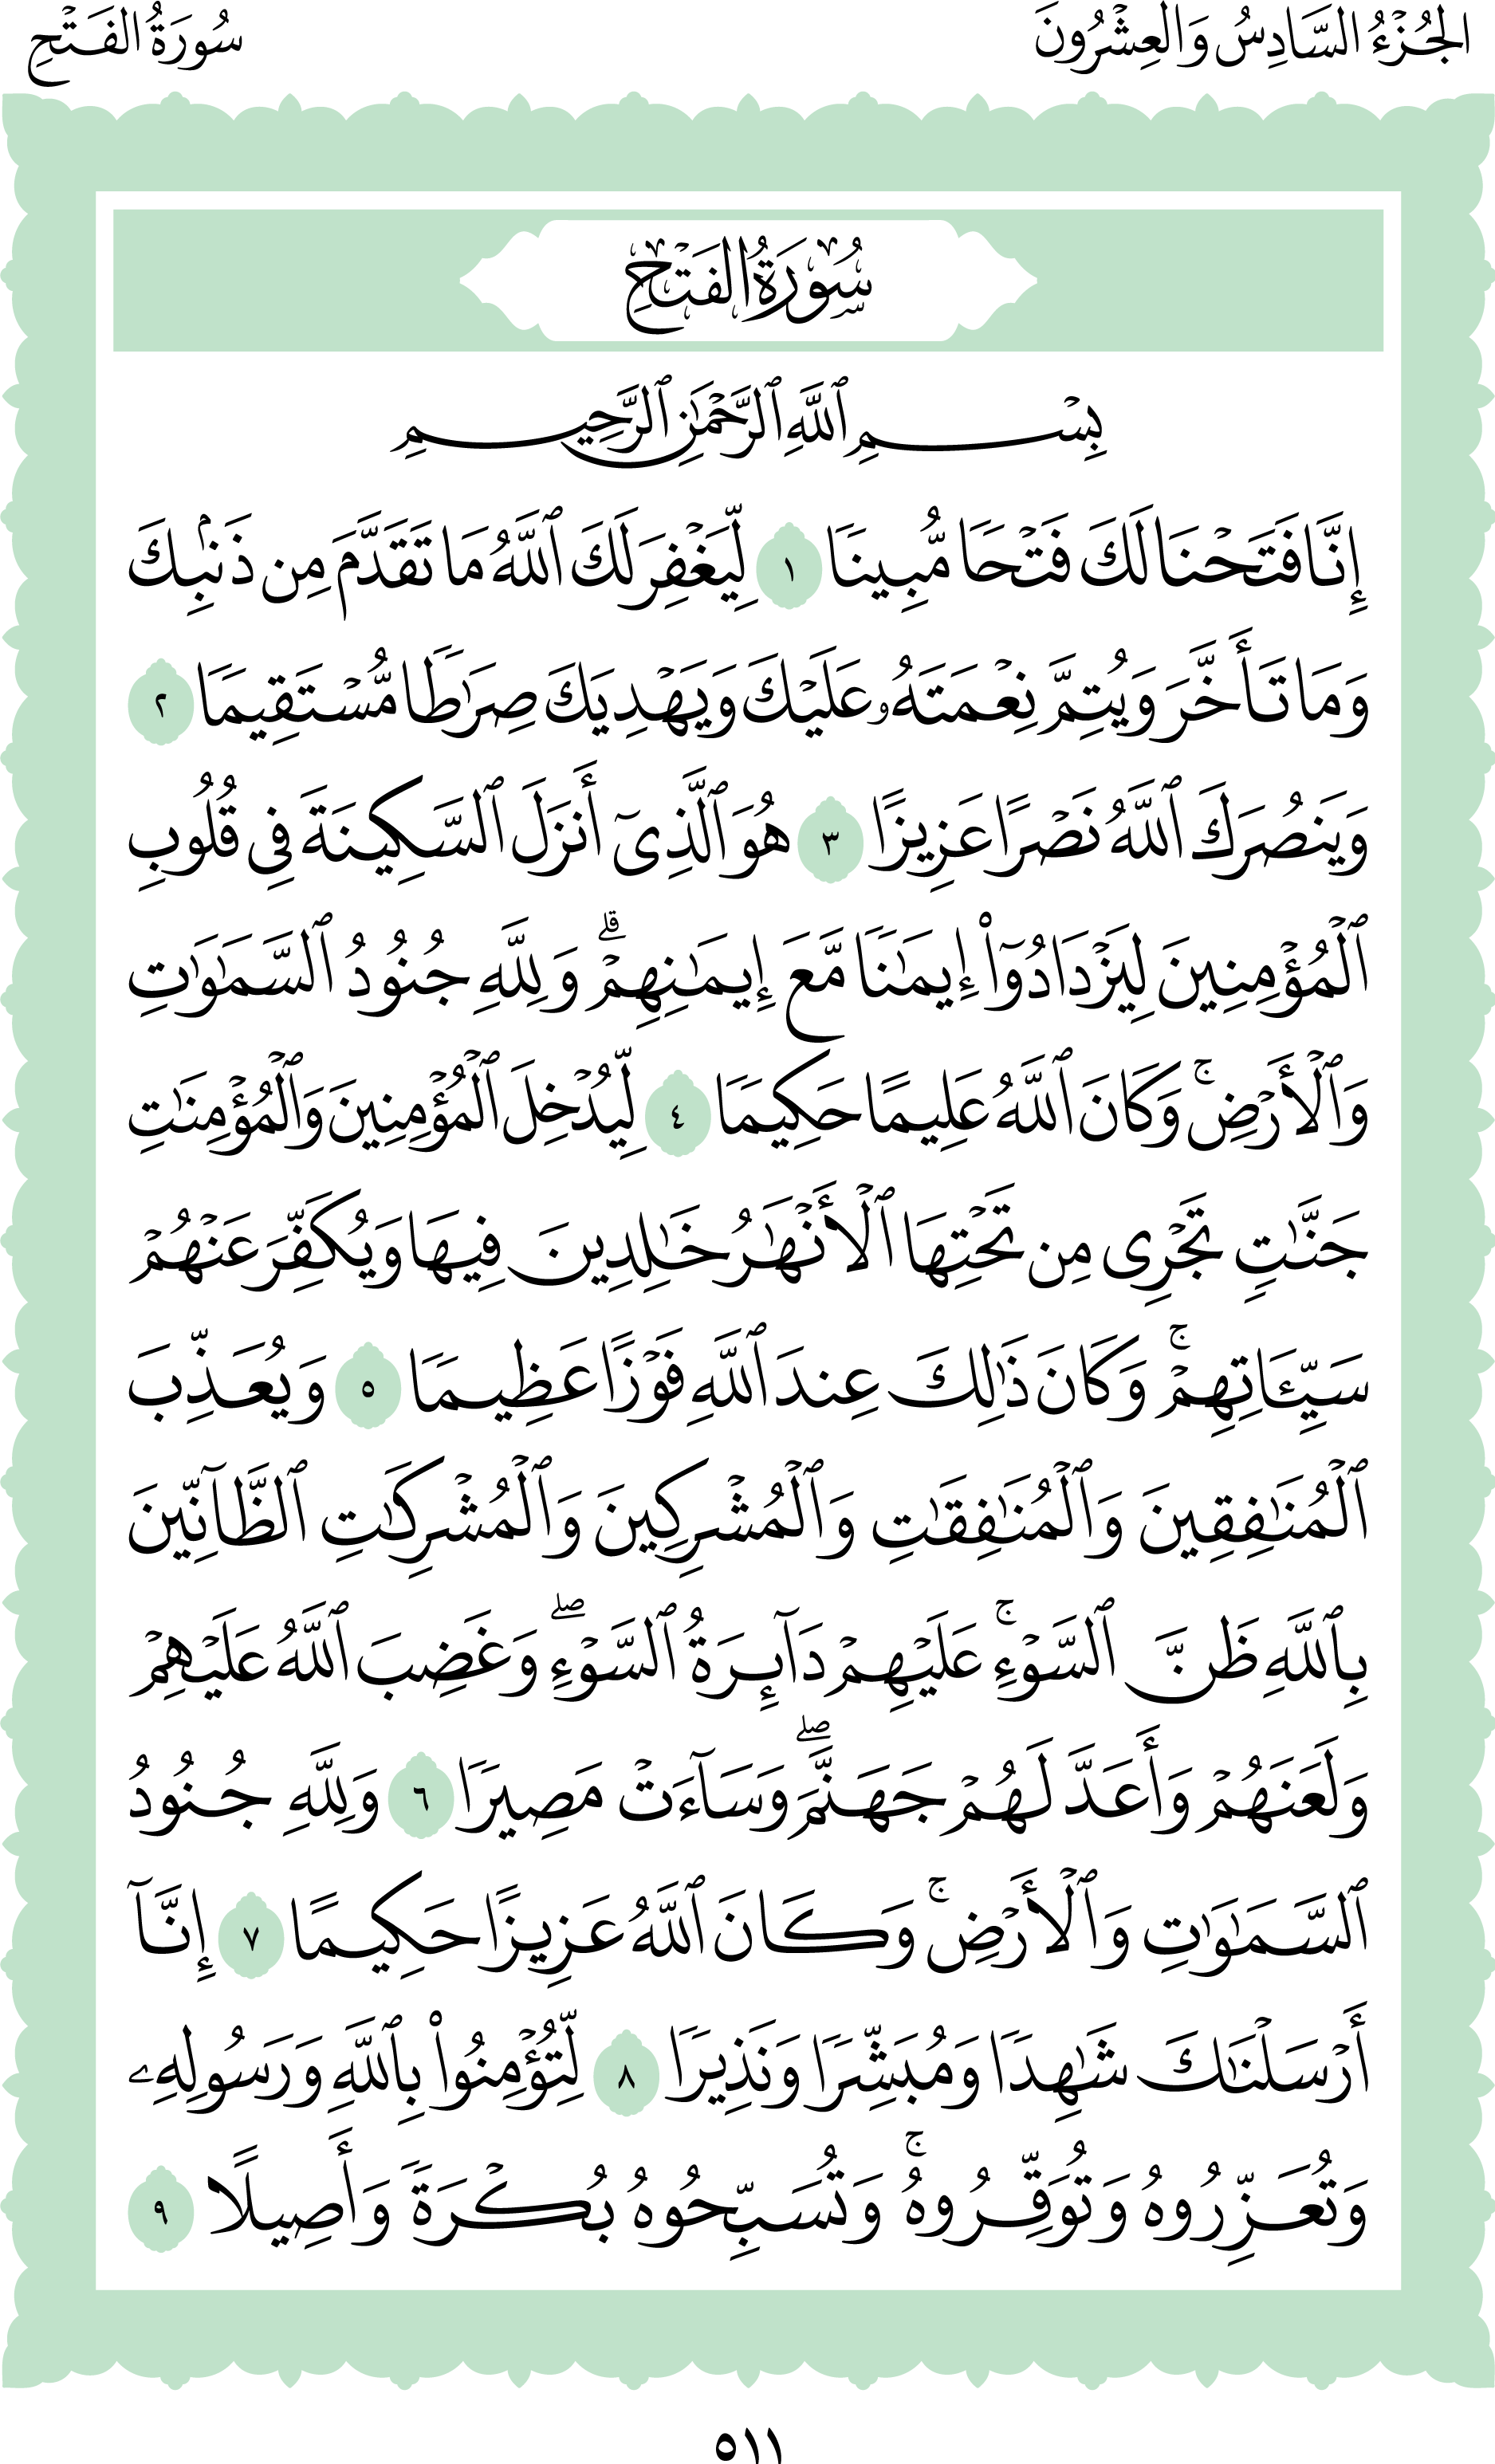 الجُزْءُ السَّادِسُ وَالعِشْرُونَ
سُورَةُ الفَتْحِ
سُورَةُ الفَتْحِ
بِسْمِ ٱللَّهِ ٱلرَّحْمَٰنِ ٱلرَّحِيمِ
إِنَّا فَتَحْنَا لَكَ فَتْحًا مُّبِينًا ١ لِّيَغْفِرَ لَكَ ٱللَّهُ مَا تَقَدَّمَ مِن ذَنۢبِكَ
وَمَا تَأَخَّرَ وَيُتِمَّ نِعْمَتَهُۥ عَلَيْكَ وَيَهْدِيَكَ صِرَٰطًا مُّسْتَقِيمًا ٢
وَيَنصُرَكَ ٱللَّهُ نَصْرًا عَزِيزًا ٣ هُوَ ٱلَّذِىٓ أَنزَلَ ٱلسَّكِينَةَ فِى قُلُوبِ
ٱلْمُؤْمِنِينَ لِيَزْدَادُوٓا۟ إِيمَٰنًا مَّعَ إِيمَٰنِهِمْ ۗ وَلِلَّهِ جُنُودُ ٱلسَّمَٰوَٰتِ
وَٱلْأَرْضِ ۚ وَكَانَ ٱللَّهُ عَلِيمًا حَكِيمًا ٤ لِّيُدْخِلَ ٱلْمُؤْمِنِينَ وَٱلْمُؤْمِنَٰتِ
جَنَّٰتٍ تَجْرِى مِن تَحْتِهَا ٱلْأَنْهَٰرُ خَٰلِدِينَ فِيهَا وَيُكَفِّرَ عَنْهُمْ
سَيِّـَٔاتِهِمْ ۚ وَكَانَ ذَٰلِكَ عِندَ ٱللَّهِ فَوْزًا عَظِيمًا ٥ وَيُعَذِّبَ
ٱلْمُنَٰفِقِينَ وَٱلْمُنَٰفِقَٰتِ وَٱلْمُشْرِكِينَ وَٱلْمُشْرِكَٰتِ ٱلظَّآنِّينَ
بِٱللَّهِ ظَنَّ ٱلسَّوْءِ ۚ عَلَيْهِمْ دَآئِرَةُ ٱلسَّوْءِ ۖ وَغَضِبَ ٱللَّهُ عَلَيْهِمْ
وَلَعَنَهُمْ وَأَعَدَّ لَهُمْ جَهَنَّمَ ۖ وَسَآءَتْ مَصِيرًا ٦ وَلِلَّهِ جُنُودُ
ٱلسَّمَٰوَٰتِ وَٱلْأَرْضِ ۚ وَكَانَ ٱللَّهُ عَزِيزًا حَكِيمًا ٧ إِنَّآ
أَرْسَلْنَٰكَ شَٰهِدًا وَمُبَشِّرًا وَنَذِيرًا ٨ لِّتُؤْمِنُوا۟ بِٱللَّهِ وَرَسُولِهِۦ
وَتُعَزِّرُوهُ وَتُوَقِّرُوهُ ۚ وَتُسَبِّحُوهُ بُكْرَةً وَأَصِيلًا ٩
٥١١